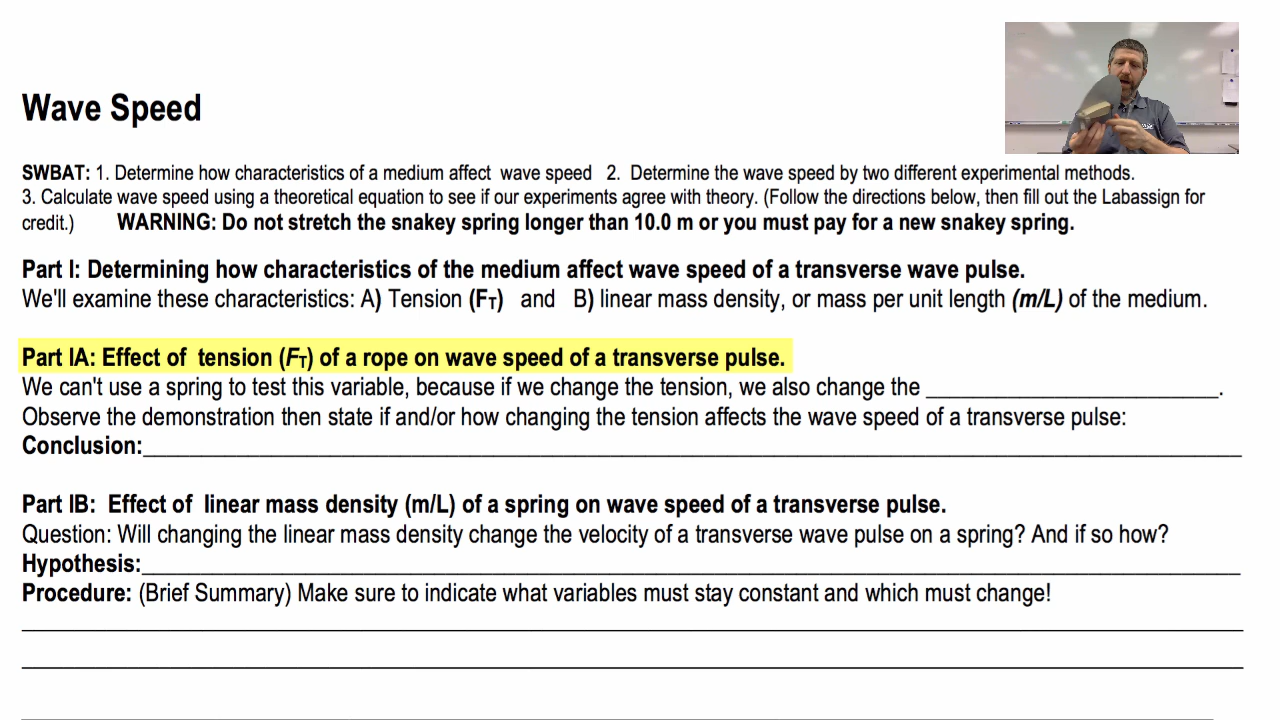 Wave Speed
SWBAT: 1. Determine how characteristics of a medium affect wave speed 2. Determine the wave speed by two different experimental methods.
3. Calculate wave speed using a theoretical equation to see if our experiments agree with theory. (Follow the directions below, then fill out the Labassign for
credit.) WARNING: Do not stretch the snakey spring longer than 10.0 m or you must pay for a new snakey spring.
Part I: Determining how characteristics of the medium affect wave speed of a transverse wave pulse.
We'll examine these characteristics: A) Tension (FT) and B) linear mass density, or mass per unit length (m/L) of the medium.
Part IA: Effect of tension (FT) of a rope on wave speed of a transverse pulse.
We can't use a spring to test this variable, because if we change the tension, we also change the ___________________________.
Observe the demonstration then state if and/or how changing the tension affects the wave speed of a transverse pulse:
Conclusion:
Part IB: Effect of linear mass density (m/L) of a spring on wave speed of a transverse pulse.
Question: Will changing the linear mass density change the velocity of a transverse wave pulse on a spring? And if so how?
Hypothesis:
Procedure: (Brief Summary) Make sure to indicate what variables must stay constant and which must change!